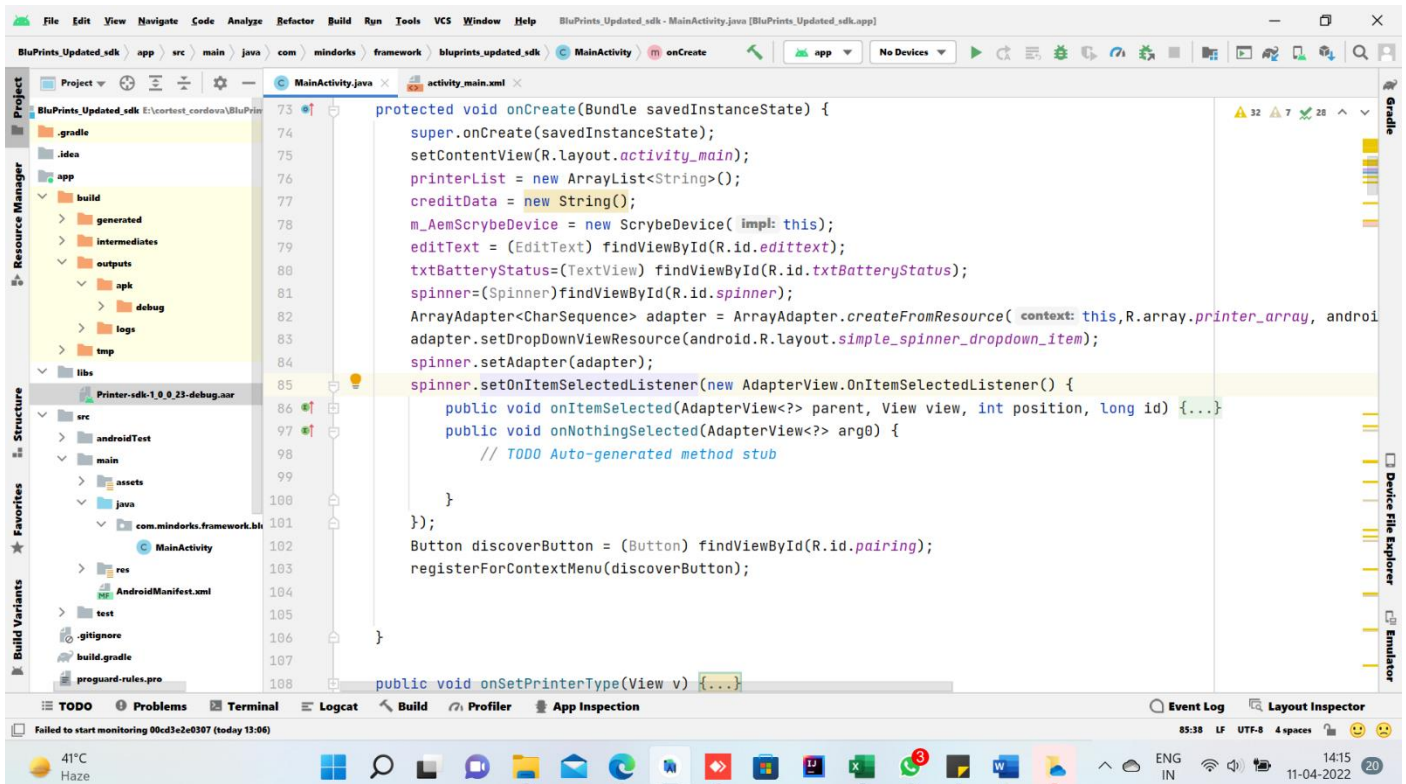 File Edit View Navigate Code Analyze Refactor Build Run Tools VCS Window Help BluPrints_Updated_sdk - MainActivity.java [BluPrints_Updated_sdk.app]
BluPrints_Updated_sdk app src main java com mindorks framework bluprints_updated_sdk C MainActivity m onCreate app No Devices
Project
MainActivity.java
activity_main.xml
BluPrints_Updated_sdk E:\cortest_cordova\BluPrin
.gradle
.idea
app
build
generated
intermediates
outputs
apk
debug
logs
tmp
libs
Printer-sdk-1_0_0_23-debug.aar
src
androidTest
main
assets
java
com.mindorks.framework.blu
MainActivity
res
AndroidManifest.xml
test
.gitignore
build.gradle
proguard-rules.pro
73 protected void onCreate(Bundle savedInstanceState) {
74 super.onCreate(savedInstanceState);
75 setContentView(R.layout.activity_main);
76 printerList = new ArrayList<String>();
77 creditData = new String();
78 m_AemScrybeDevice = new ScrybeDevice( impl: this);
79 editText = (EditText) findViewById(R.id.edittext);
80 txtBatteryStatus=(TextView) findViewById(R.id.txtBatteryStatus);
81 spinner=(Spinner)findViewById(R.id.spinner);
82 ArrayAdapter<CharSequence> adapter = ArrayAdapter.createFromResource( context: this,R.array.printer_array, androi
83 adapter.setDropDownViewResource(android.R.layout.simple_spinner_dropdown_item);
84 spinner.setAdapter(adapter);
85 spinner.setOnItemSelectedListener(new AdapterView.OnItemSelectedListener() {
86 public void onItemSelected(AdapterView<?> parent, View view, int position, long id) {...}
97 public void onNothingSelected(AdapterView<?> arg0) {
98 // TODO Auto-generated method stub
99
100 }
101 });
102 Button discoverButton = (Button) findViewById(R.id.pairing);
103 registerForContextMenu(discoverButton);
104
105
106 }
107
108 public void onSetPrinterType(View v) {...}
32 7 28
Project
Resource Manager
Structure
Favorites
Build Variants
Gradle
Device File Explorer
Emulator
TODO Problems Terminal Logcat Build Profiler App Inspection Event Log Layout Inspector
Failed to start monitoring 00cd3e2e0307 (today 13:06) 85:38 LF UTF-8 4 spaces
41°C
Haze
3
ENG
IN
14:15
11-04-2022
20